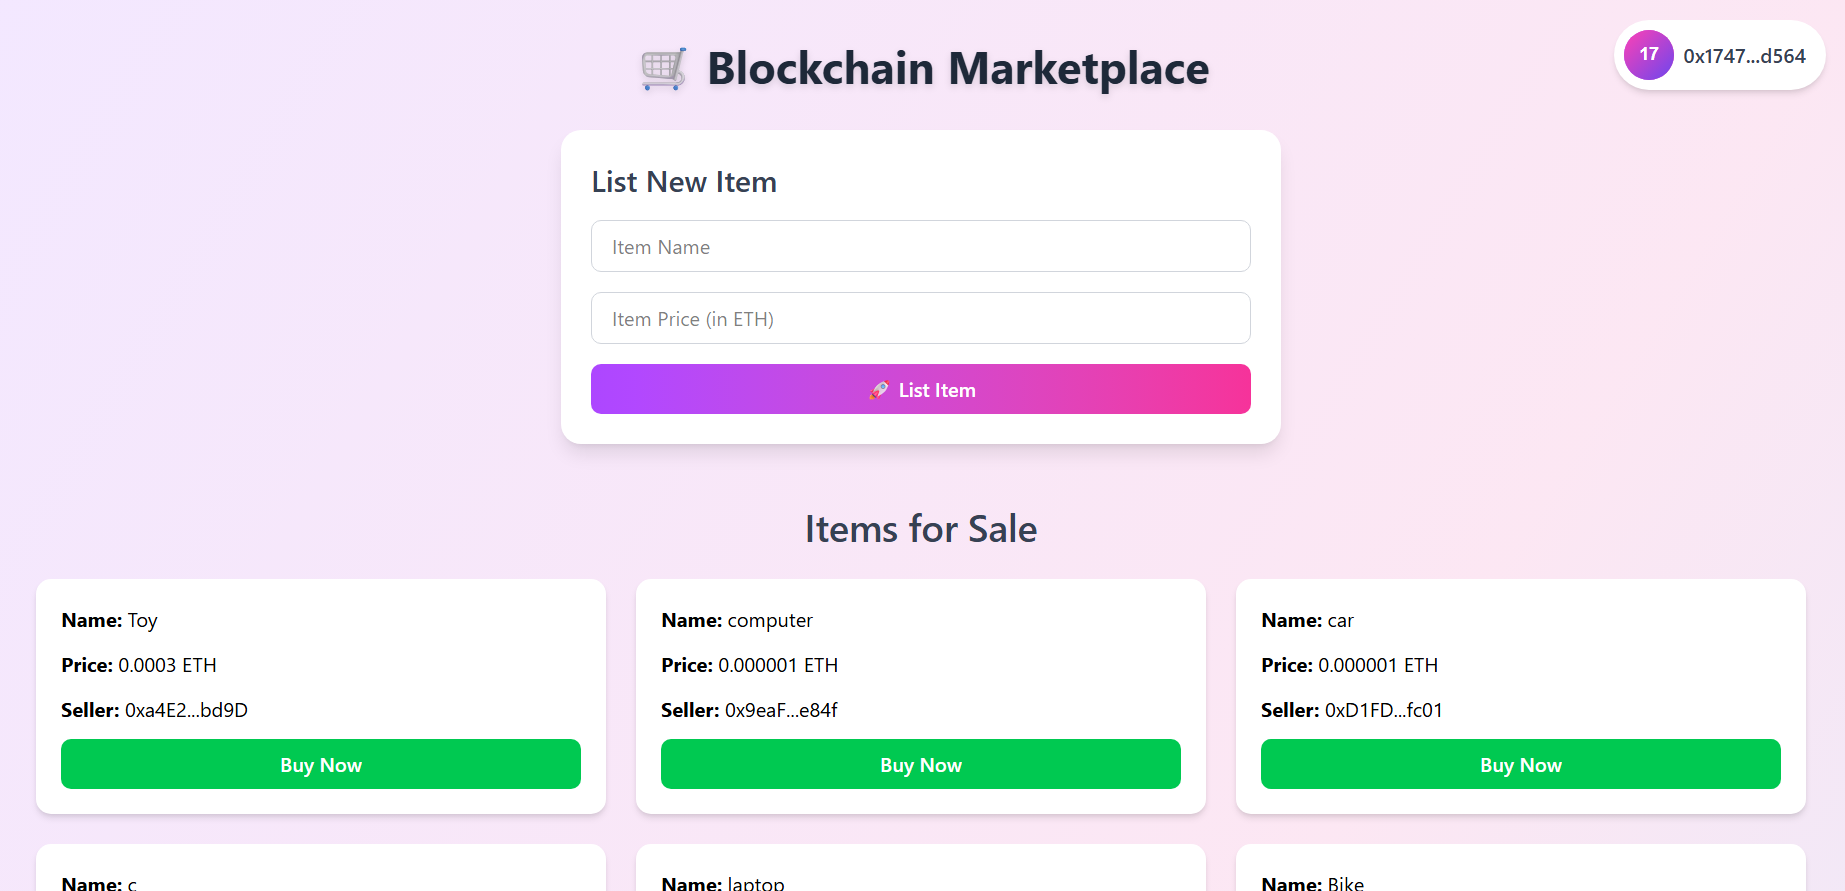 🛒 Blockchain Marketplace
17 0x1747...d564
List New Item
Item Name
Item Price (in ETH)
🚀 List Item
Items for Sale
Name: Toy
Price: 0.0003 ETH
Seller: 0xa4E2...bd9D
Buy Now
Name: computer
Price: 0.000001 ETH
Seller: 0x9eaF...e84f
Buy Now
Name: car
Price: 0.000001 ETH
Seller: 0xD1FD...fc01
Buy Now
Name: c
Name: laptop
Name: Bike